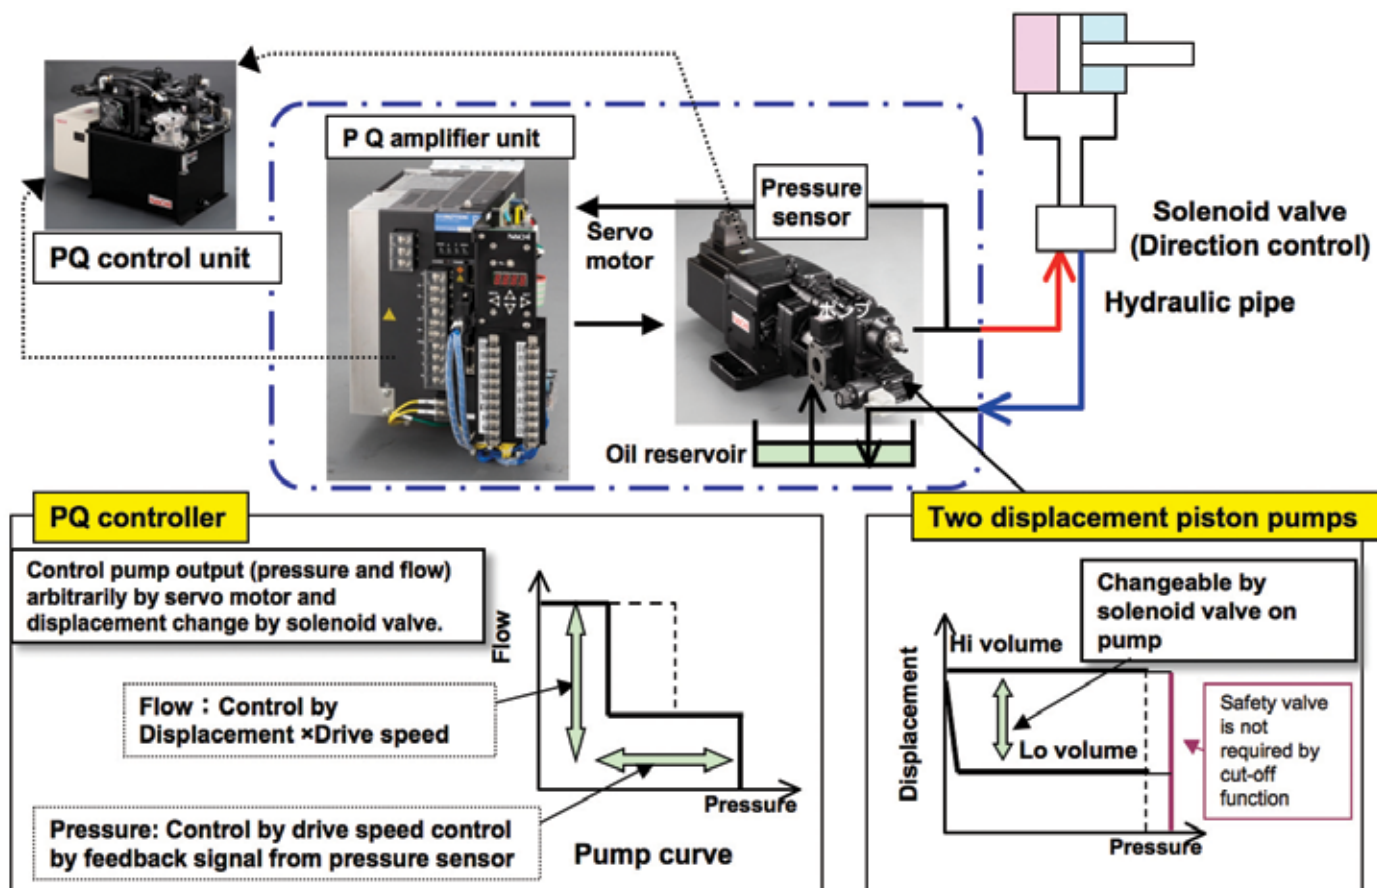 P Q amplifier unit
PQ control unit
Pressure
sensor
Servo
motor
NACHi
ポンプ
Solenoid valve
(Direction control)
Hydraulic pipe
Oil reservoir
PQ controller
Control pump output (pressure and flow)
arbitrarily by servo motor and
displacement change by solenoid valve.
Flow
Flow : Control by
Displacement ×Drive speed
Pressure
Pressure: Control by drive speed control
by feedback signal from pressure sensor
Pump curve
Two displacement piston pumps
Changeable by
solenoid valve on
pump
Displacement
Hi volume
Lo volume
Safety valve
is not
required by
cut-off
function
Pressure